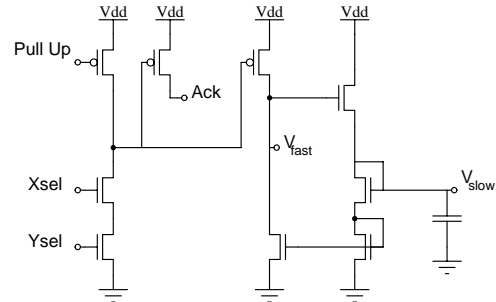 Vdd Vdd Vdd Vdd
Pull Up
Ack
Vfast
Xsel
Vslow
Ysel